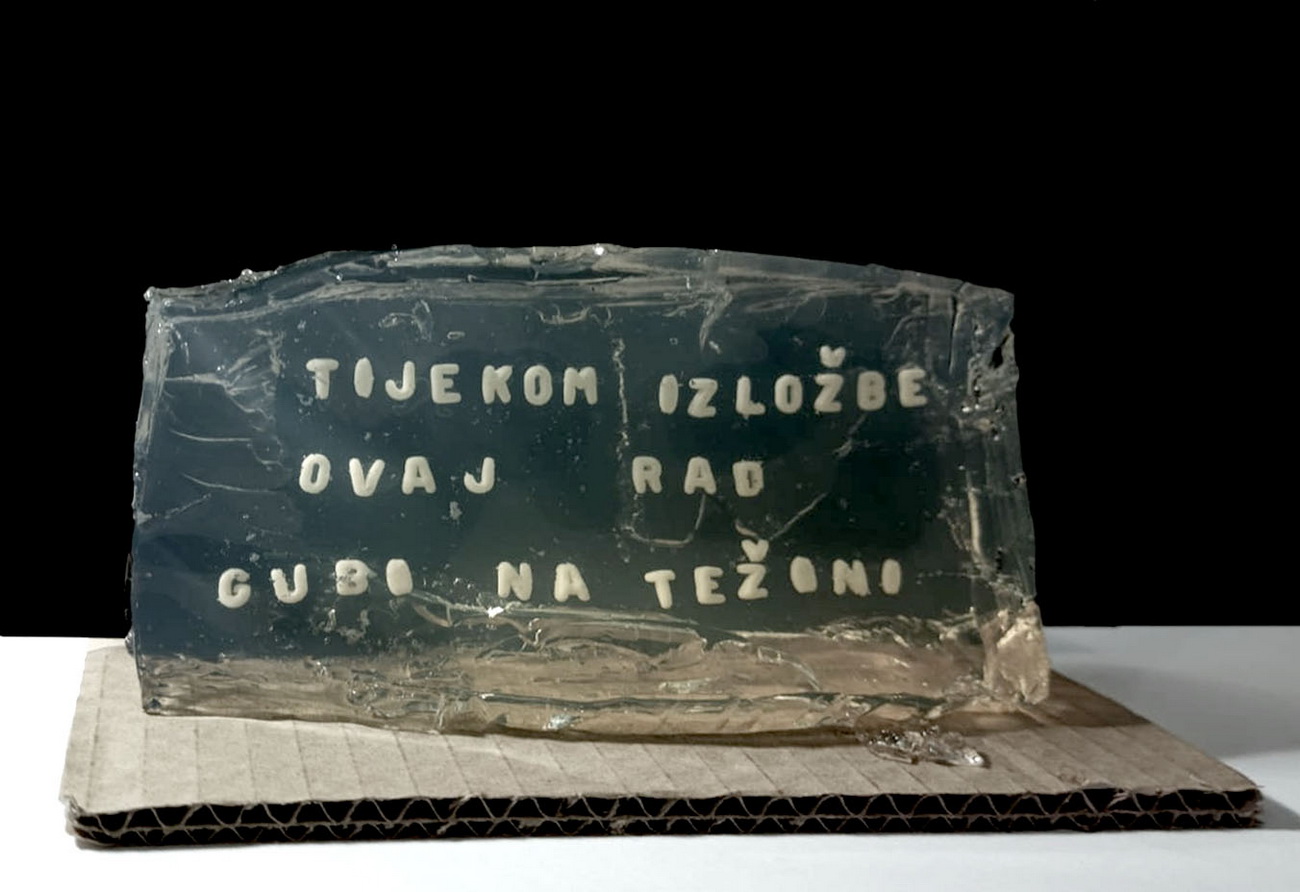 TIJEKOM IZLOŽBE
OVAJ RAD
GUBI NA TEŽINI